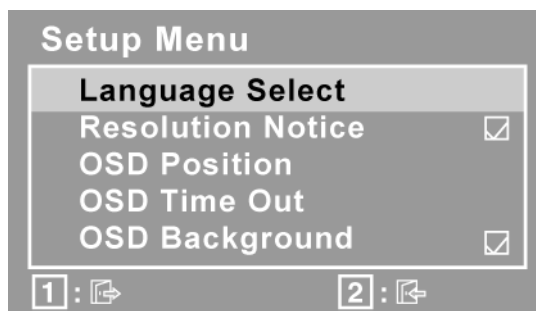 Setup Menu
Language Select
Resolution Notice
OSD Position
OSD Time Out
OSD Background
1 : 2 :